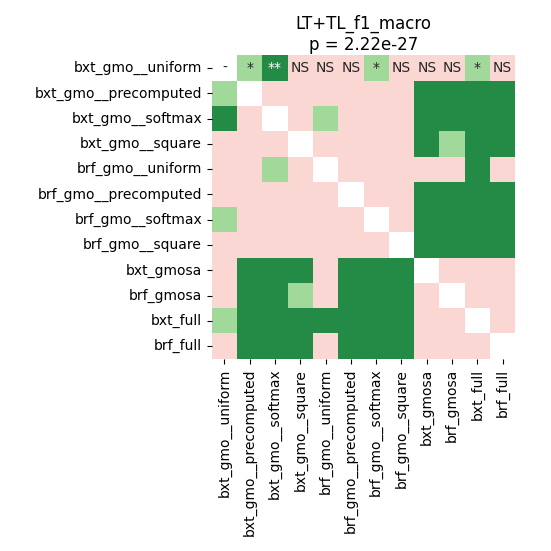 LT+TL_f1_macro
p = 2.22e-27
bxt_gmo__uniform - * ** NS NS NS * NS NS NS * NS
bxt_gmo__precomputed
bxt_gmo__softmax
bxt_gmo__square
brf_gmo__uniform
brf_gmo__precomputed
brf_gmo__softmax
brf_gmo__square
bxt_gmosa
brf_gmosa
bxt_full
brf_full
bxt_gmo__uniform
bxt_gmo__precomputed
bxt_gmo__softmax
bxt_gmo__square
brf_gmo__uniform
brf_gmo__precomputed
brf_gmo__softmax
brf_gmo__square
bxt_gmosa
brf_gmosa
bxt_full
brf_full